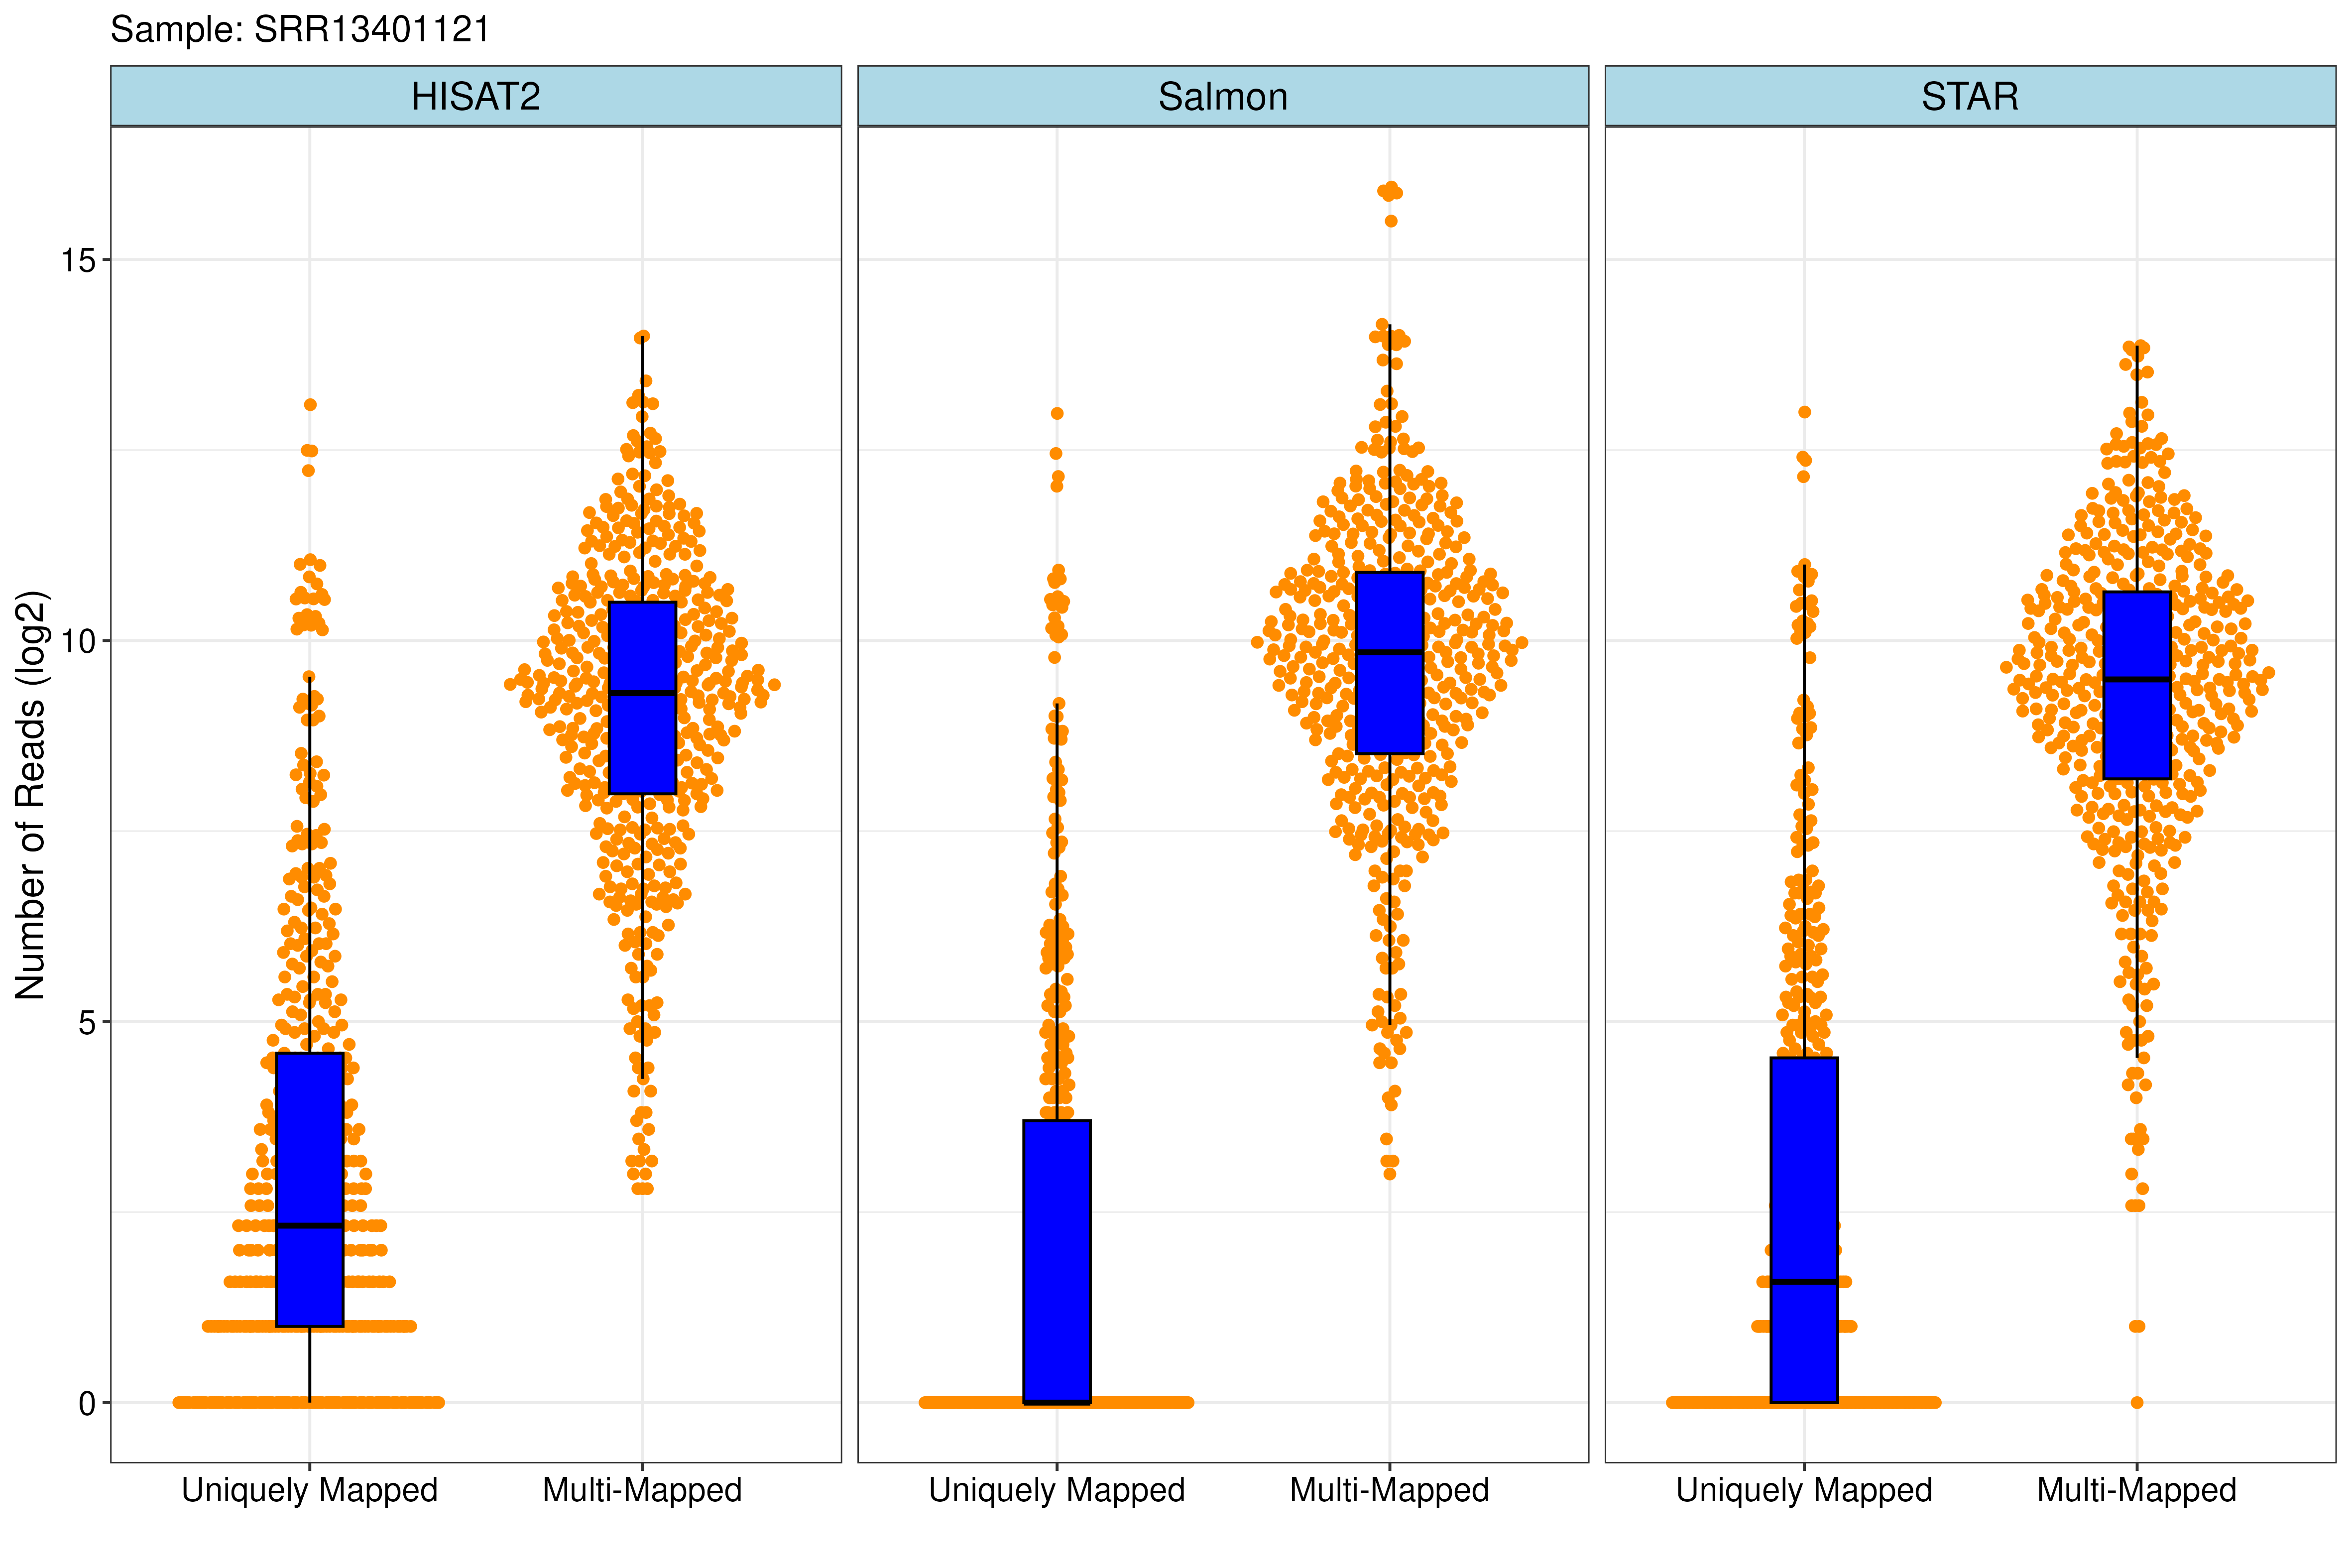 Sample: SRR13401121
HISAT2
Salmon
STAR
Number of Reads (log2)
15
10
5
0
Uniquely Mapped
Multi-Mapped
Uniquely Mapped
Multi-Mapped
Uniquely Mapped
Multi-Mapped